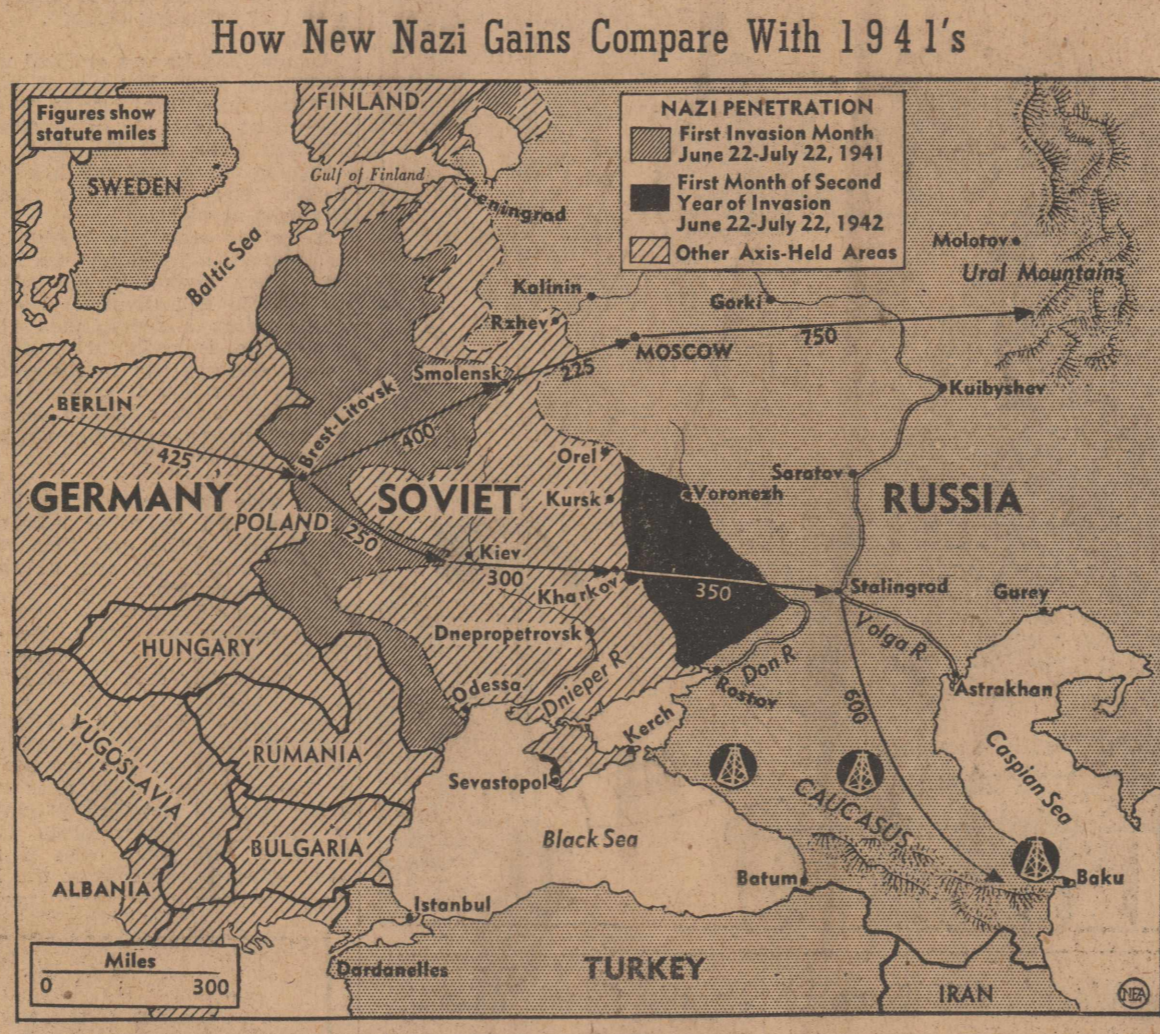 How New Nazi Gains Compare With 1941's
Figures show
statute miles
FINLAND
NAZI PENETRATION
First Invasion Month
June 22-July 22, 1941
First Month of Second
Year of Invasion
June 22-July 22, 1942
Other Axis-Held Areas
SWEDEN
Gulf of Finland
Leningrad
Baltic Sea
Molotov
Ural Mountains
Kalinin
Gorki
Rzhev
MOSCOW
750
Smolensk
225
Kuibyshev
BERLIN
Brest-Litovsk
400
425
Orel
Saratov
GERMANY
SOVIET
Kursk
Voronezh
RUSSIA
POLAND
250
Kiev
300
Kharkov
350
Stalingrad
Gurey
HUNGARY
Dnepropetrovsk
Volga R
Dnieper R
Don R
Odessa
Rostov
Astrakhan
600
YUGOSLAVIA
RUMANIA
Kerch
Caspian Sea
Sevastopol
CAUCASUS
BULGARIA
Black Sea
ALBANIA
Batum
Baku
Istanbul
Miles
0 300
Dardanelles
TURKEY
IRAN
NEA